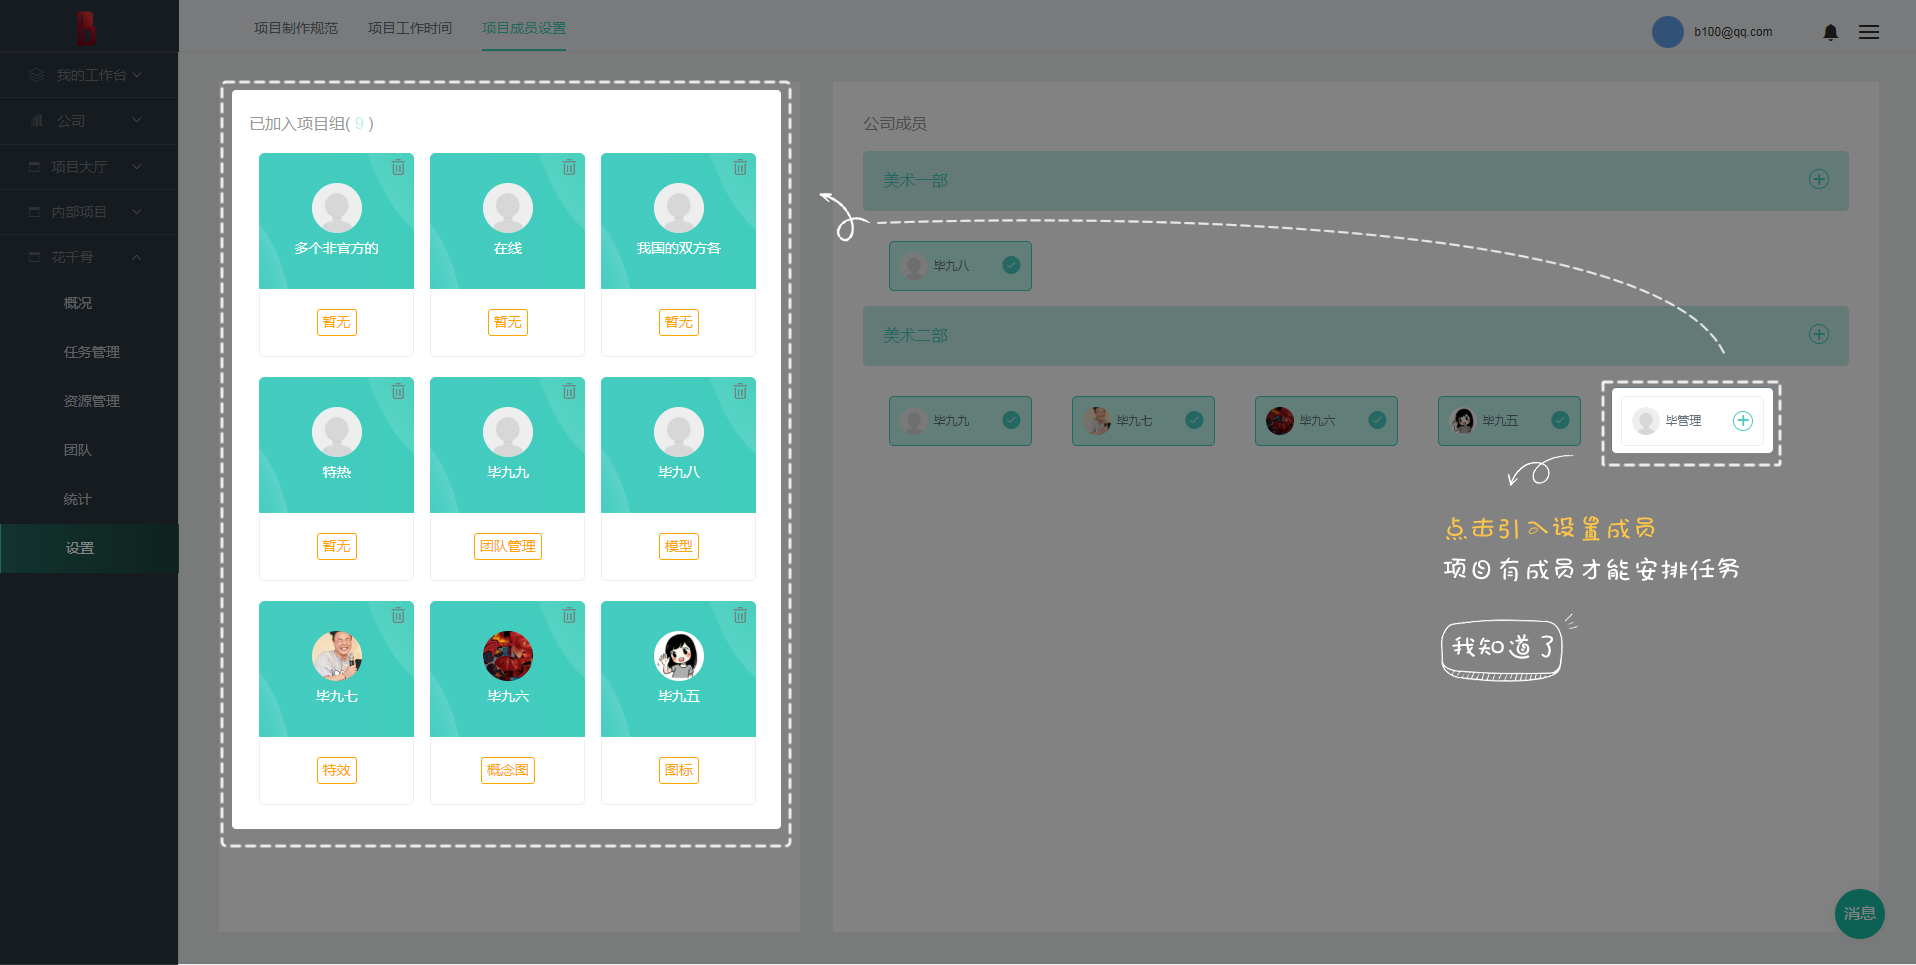 B
项目制作规范
项目工作时间
项目成员设置
b100@qq.com
我的工作台
公司
项目大厅
内部项目
花千骨
概况
任务管理
资源管理
团队
统计
设置
已加入项目组( 9 )
多个非官方的
在线
我国的双方各
暂无
暂无
暂无
特热
毕九九
毕九八
暂无
团队管理
模型
毕九七
毕九六
毕九五
特效
概念图
图标
公司成员
美术一部
毕九八
美术二部
毕九九
毕九七
毕九六
毕九五
毕管理
点击引入设置成员
项目有成员才能安排任务
我知道了
消息